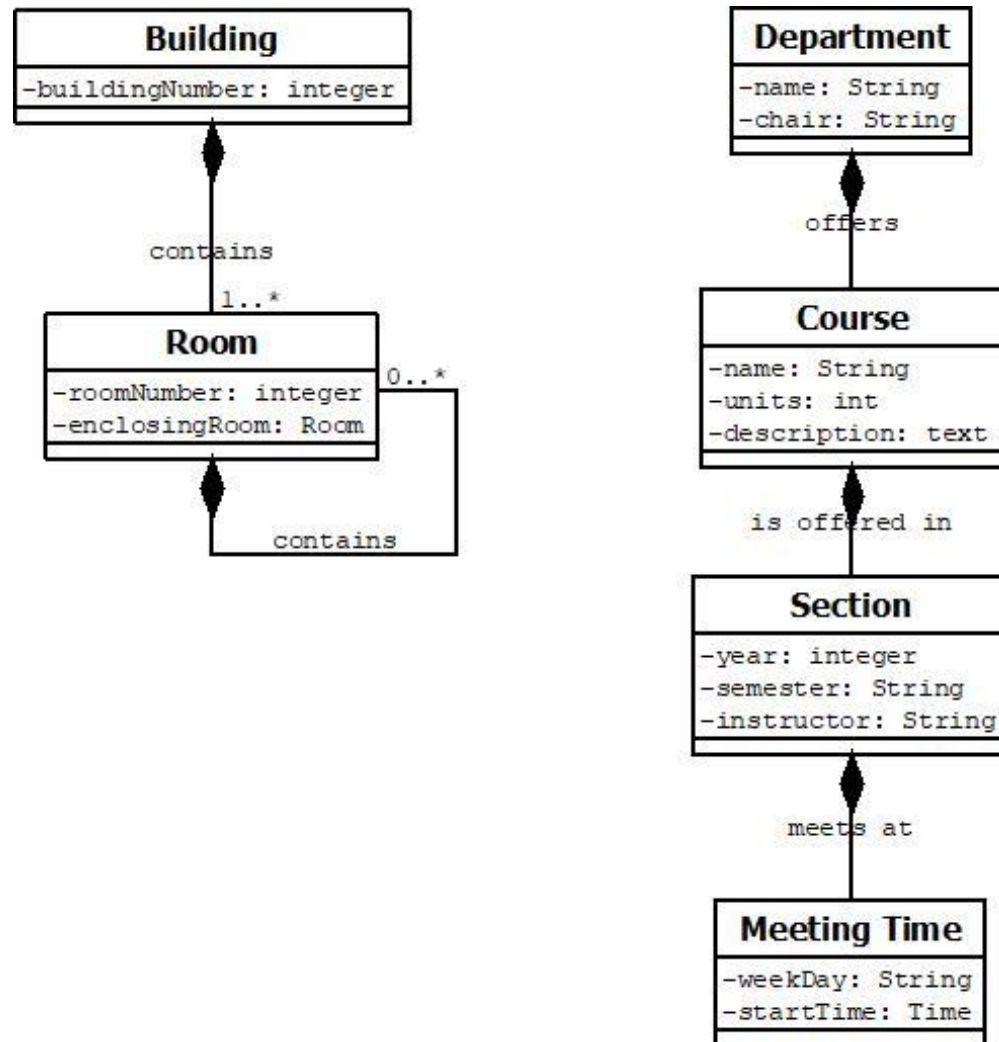 Building
-buildingNumber: integer
contains
1..*
Room
-roomNumber: integer
-enclosingRoom: Room
0..*
contains
Department
-name: String
-chair: String
offers
Course
-name: String
-units: int
-description: text
is offered in
Section
-year: integer
-semester: String
-instructor: String
meets at
Meeting Time
-weekDay: String
-startTime: Time